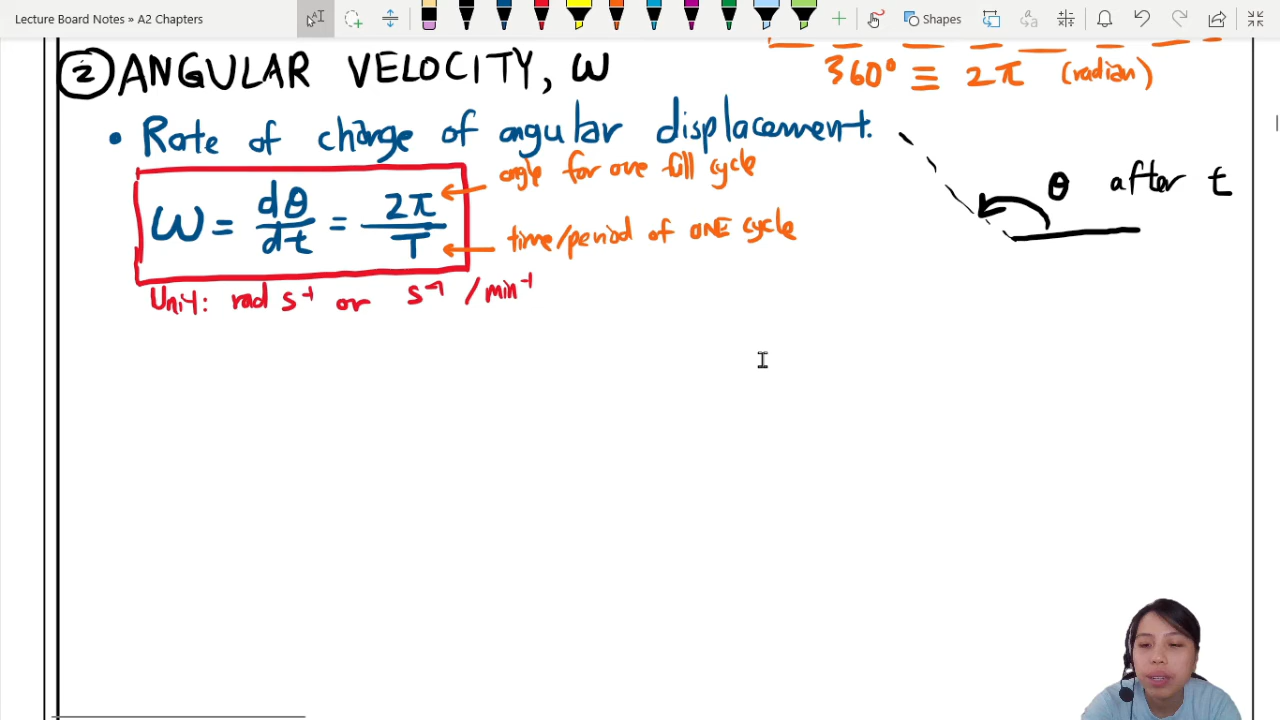 Lecture Board Notes » A2 Chapters
Shapes
② ANGULAR VELOCITY, ω
360° ≡ 2π (radian)
• Rate of change of angular displacement.
ω = dθ/dt = 2π/T
angle for one full cycle
time/period of ONE cycle
θ after t
Unit: rad s⁻¹ or s⁻¹ / min⁻¹